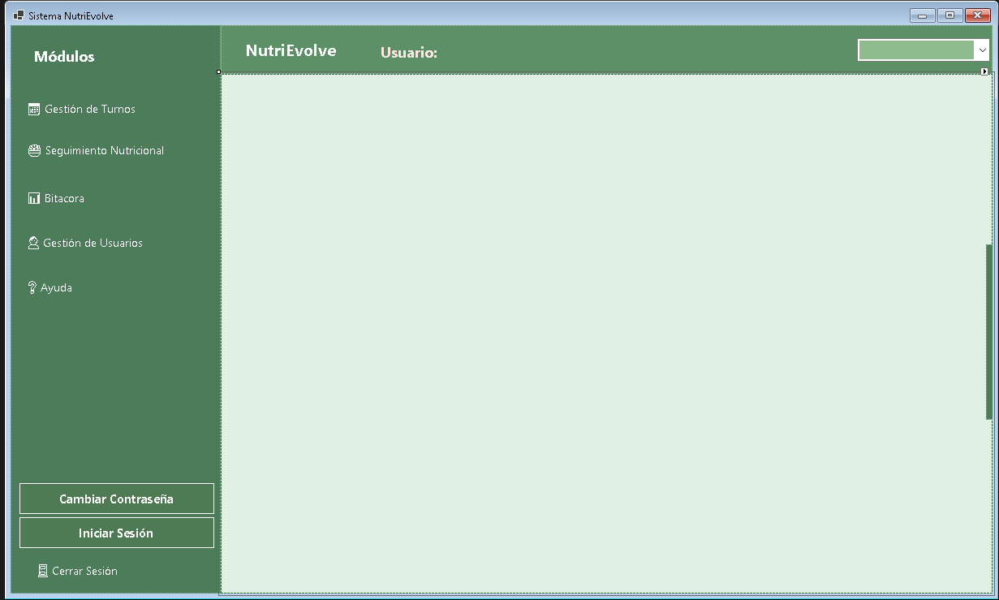 Sistema NutriEvolve
Módulos
NutriEvolve
Usuario:
Gestión de Turnos
Seguimiento Nutricional
Bitacora
Gestión de Usuarios
Ayuda
Cambiar Contraseña
Iniciar Sesión
Cerrar Sesión